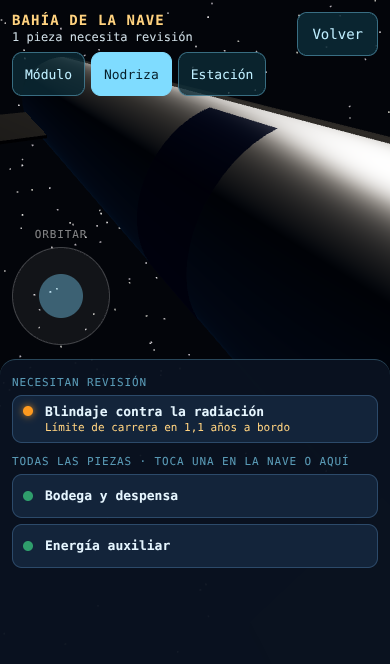 BAHÍA DE LA NAVE
1 pieza necesita revisión
Volver
Módulo
Nodriza
Estación
ORBITAR
NECESITAN REVISIÓN
Blindaje contra la radiación
Límite de carrera en 1,1 años a bordo
TODAS LAS PIEZAS · TOCA UNA EN LA NAVE O AQUÍ
Bodega y despensa
Energía auxiliar